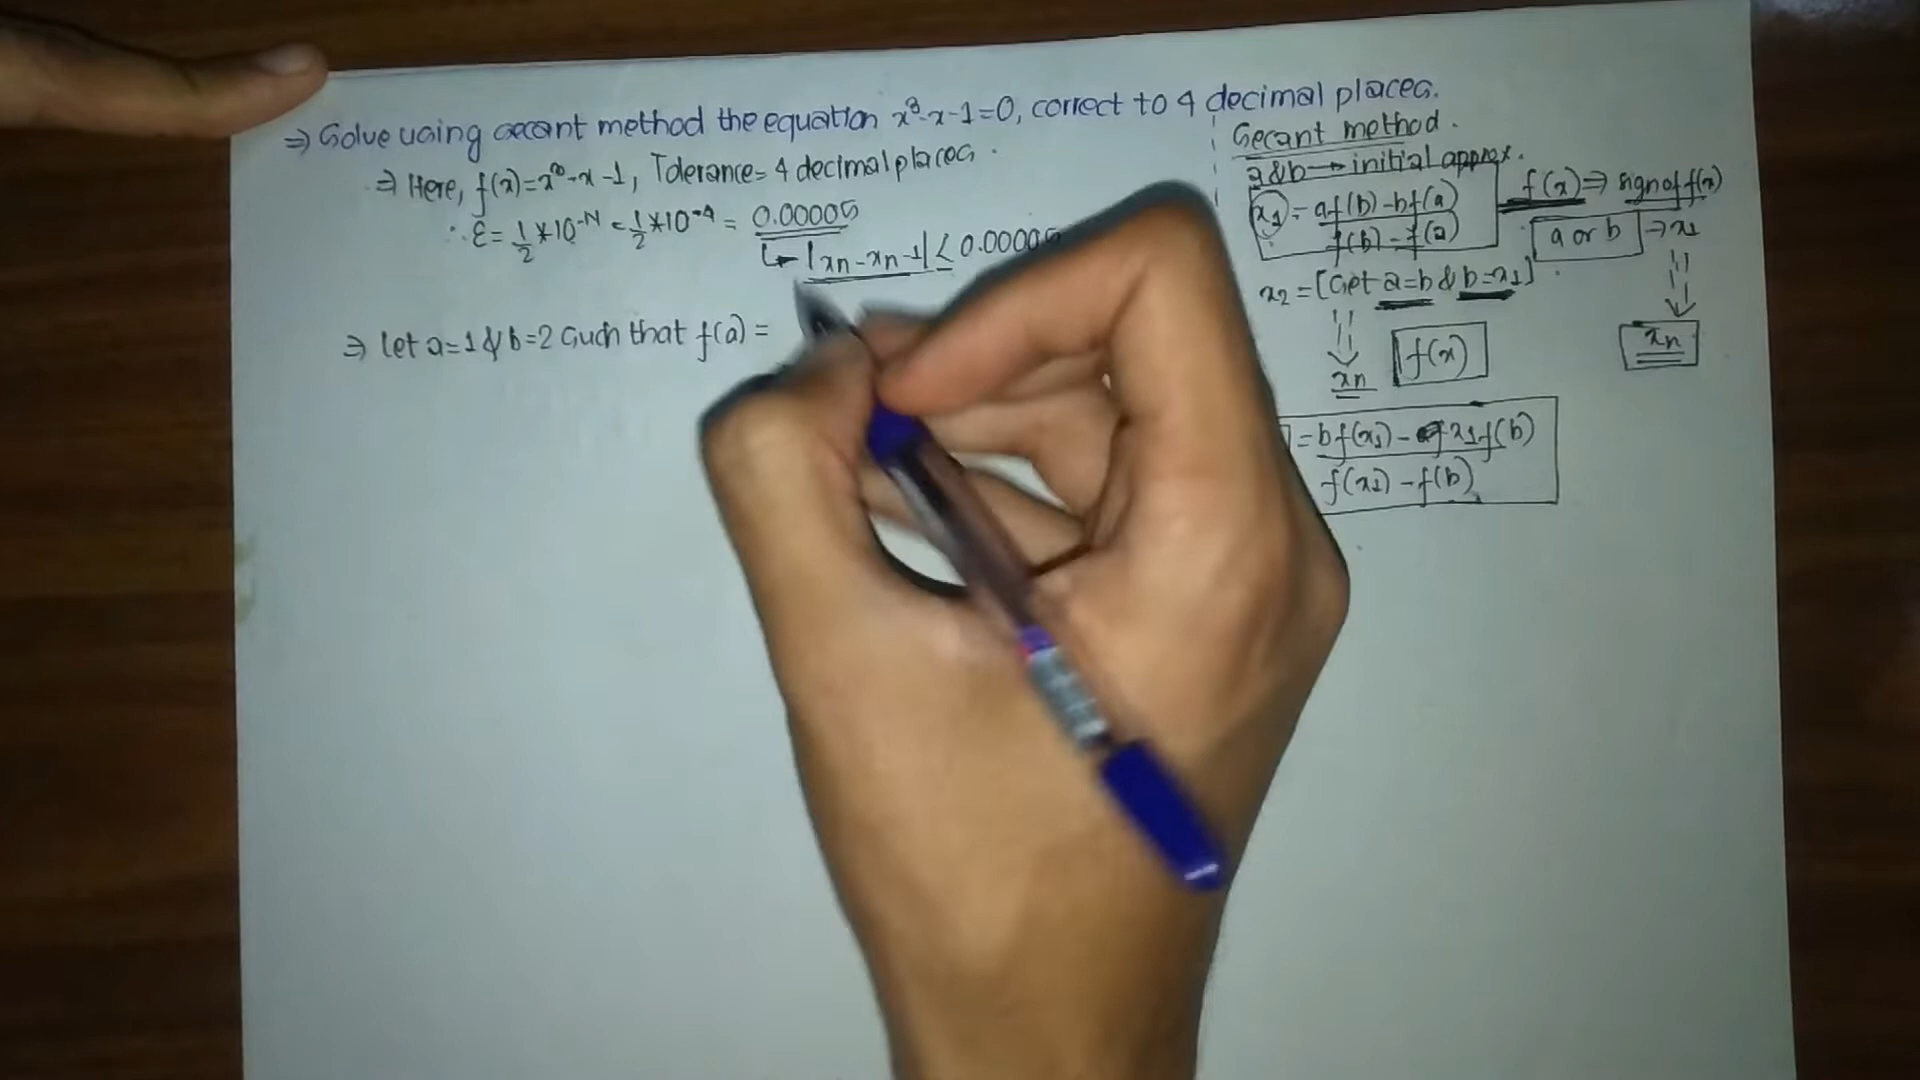 ⇒ Solve using secant method the equation x³-x-1=0, correct to 4 decimal places.
⇒ Here, f(x)=x³-x-1, Tolerance= 4 decimal places.
∴ ε= 1/2 *10^-N = 1/2 *10^-4 = 0.00005
↳ |xn-xn-1| < 0.00005
⇒ let a=1 & b=2 such that f(a) =
Secant method.
a & b → initial approx.
x1 = af(b)-bf(a) / f(b)-f(a)
f(x) ⇒ sign of f(x)
a or b → x1
xn
x2 = [Set a=b & b=x1]
xn
f(x)
= bf(x1) - x1f(b) / f(x1) - f(b)